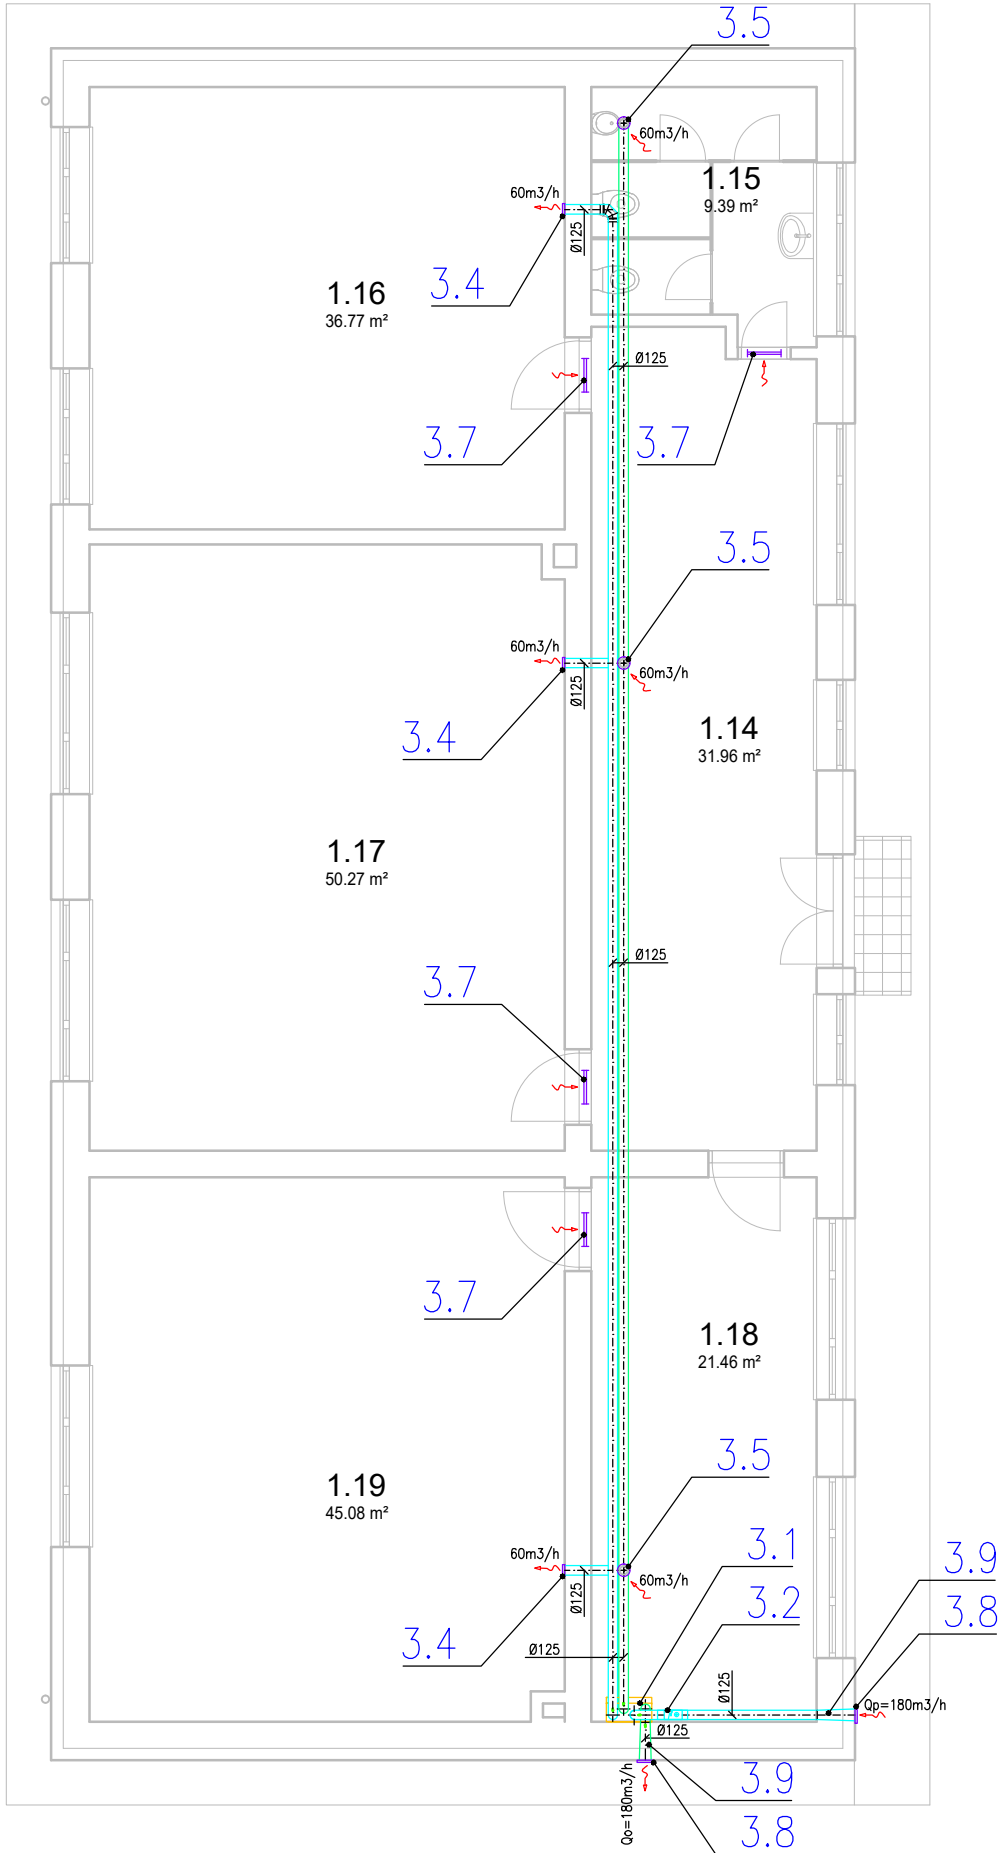 3.5
60m3/h
1.15
9.39 m²
60m3/h
Ø125
3.4
1.16
36.77 m²
Ø125
3.7
3.7
3.5
60m3/h
60m3/h
Ø125
3.4
1.14
31.96 m²
1.17
50.27 m²
Ø125
3.7
3.7
1.18
21.46 m²
3.5
1.19
45.08 m²
60m3/h
60m3/h
Ø125
3.1
3.9
3.2
3.8
3.4
Ø125
Ø125
Qp=180m3/h
Ø125
Qo=180m3/h
3.9
3.8